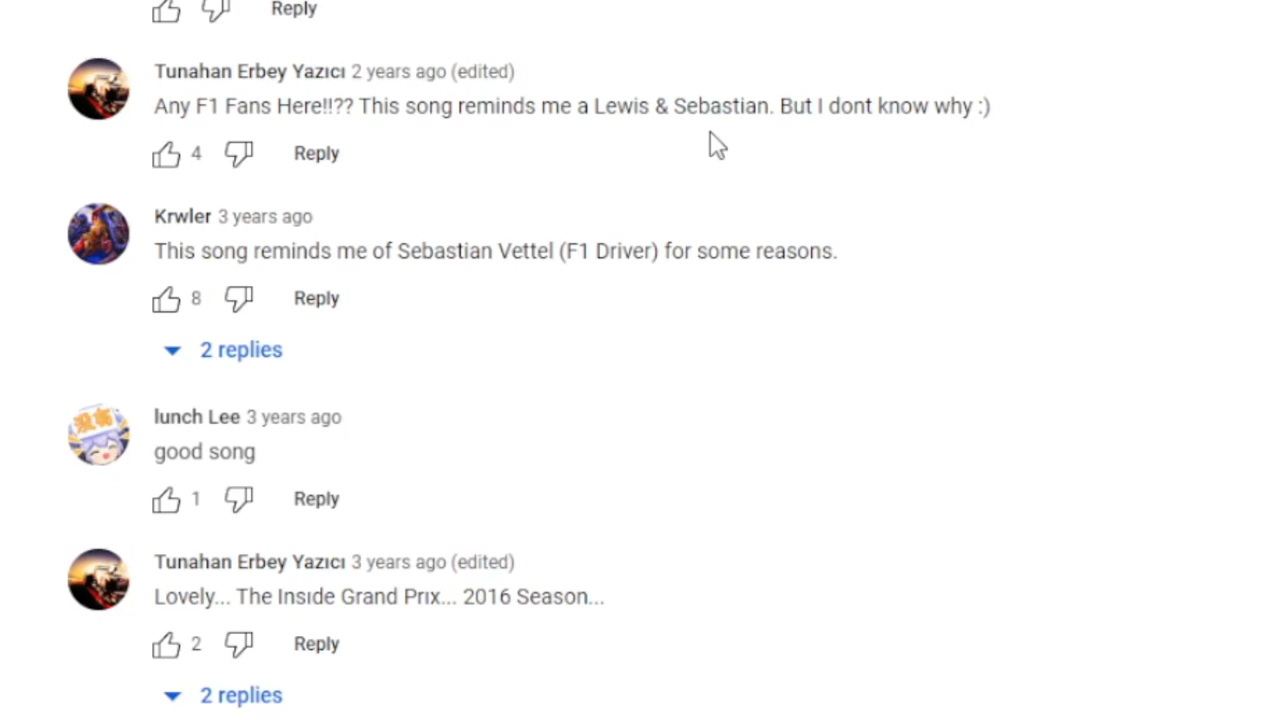 Reply
Tunahan Erbey Yazıcı 2 years ago (edited)
Any F1 Fans Here!!?? This song reminds me a Lewis & Sebastian. But I dont know why :)
4 Reply
Krwler 3 years ago
This song reminds me of Sebastian Vettel (F1 Driver) for some reasons.
8 Reply
2 replies
lunch Lee 3 years ago
good song
1 Reply
Tunahan Erbey Yazıcı 3 years ago (edited)
Lovely... The Insıde Grand Prıx... 2016 Season...
2 Reply
2 replies